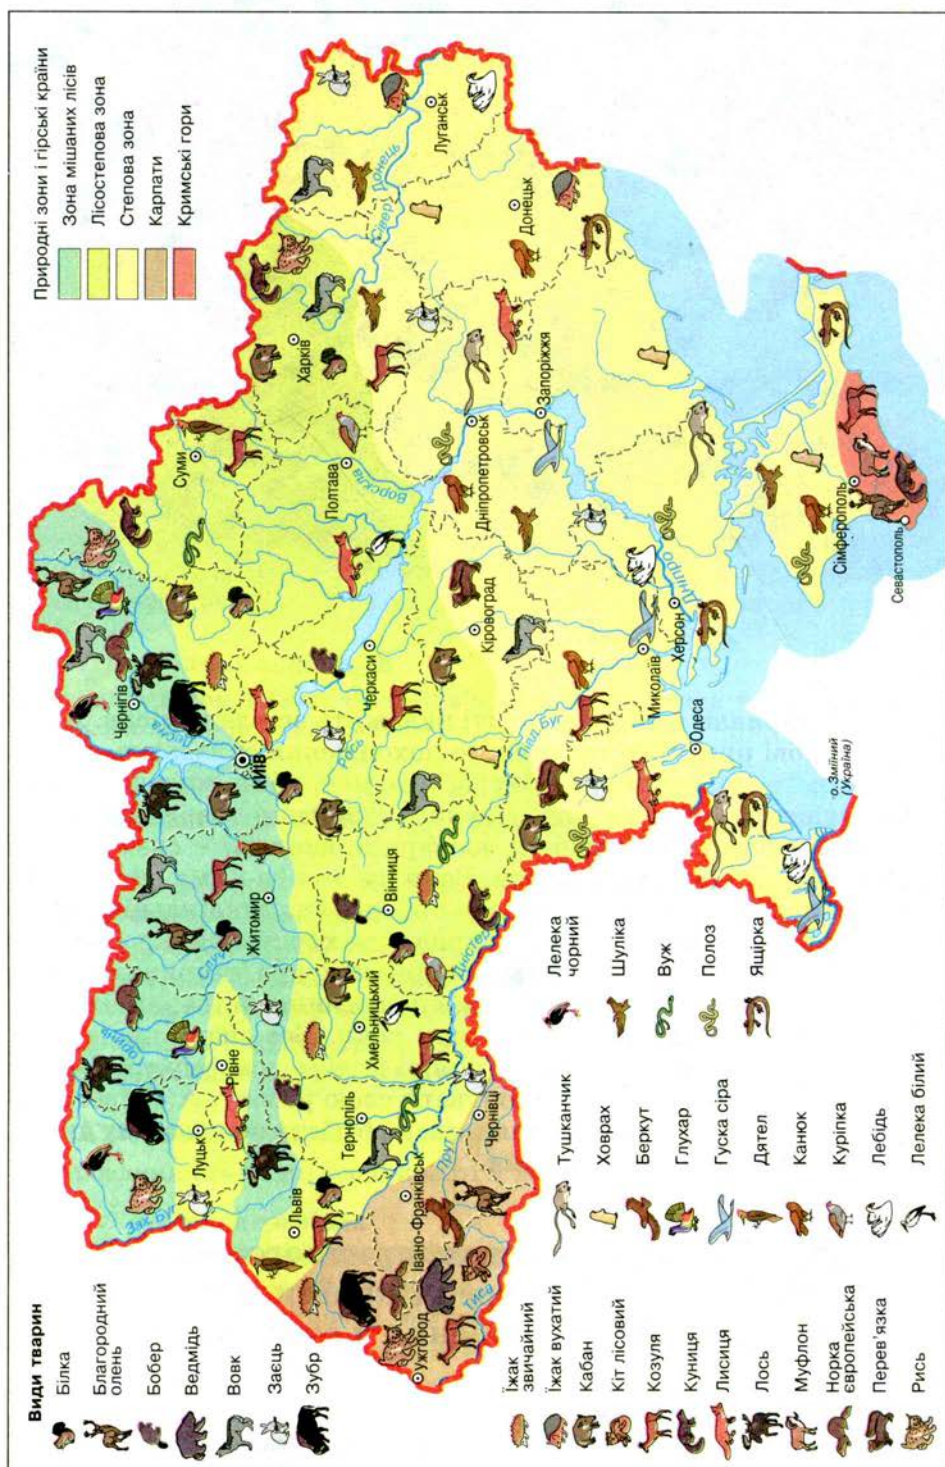 Види тварин
Білка
Благородний
олень
Бобер
Ведмідь
Вовк
Заєць
Зубр
Їжак
звичайний
Їжак вухатий
Кабан
Кіт лісовий
Козуля
Куниця
Лисиця
Лось
Муфлон
Норка
європейська
Перев’язка
Рись
Тушканчик
Ховрах
Беркут
Глухар
Гуска сіра
Дятел
Канюк
Куріпка
Лебідь
Лелека білий
Лелека
чорний
Шуліка
Вуж
Полоз
Ящірка
Природні зони і гірські країни
Зона мішаних лісів
Лісостепова зона
Степова зона
Карпати
Кримські гори
Луцьк
Рівне
Житомир
КИЇВ
Чернігів
Суми
Львів
Тернопіль
Хмельницький
Вінниця
Черкаси
Полтава
Харків
Ужгород
Івано-Франківськ
Чернівці
Кіровоград
Дніпропетровськ
Запоріжжя
Донецьк
Луганськ
Одеса
Миколаїв
Херсон
Сімферополь
Севастополь
о.Зміїний
(Україна)
Зах. Буг
Горинь
Случ
Десна
Рось
Ворскла
Сівер. Донець
Дністер
Прут
Тиса
Півд. Буг
Дніпро